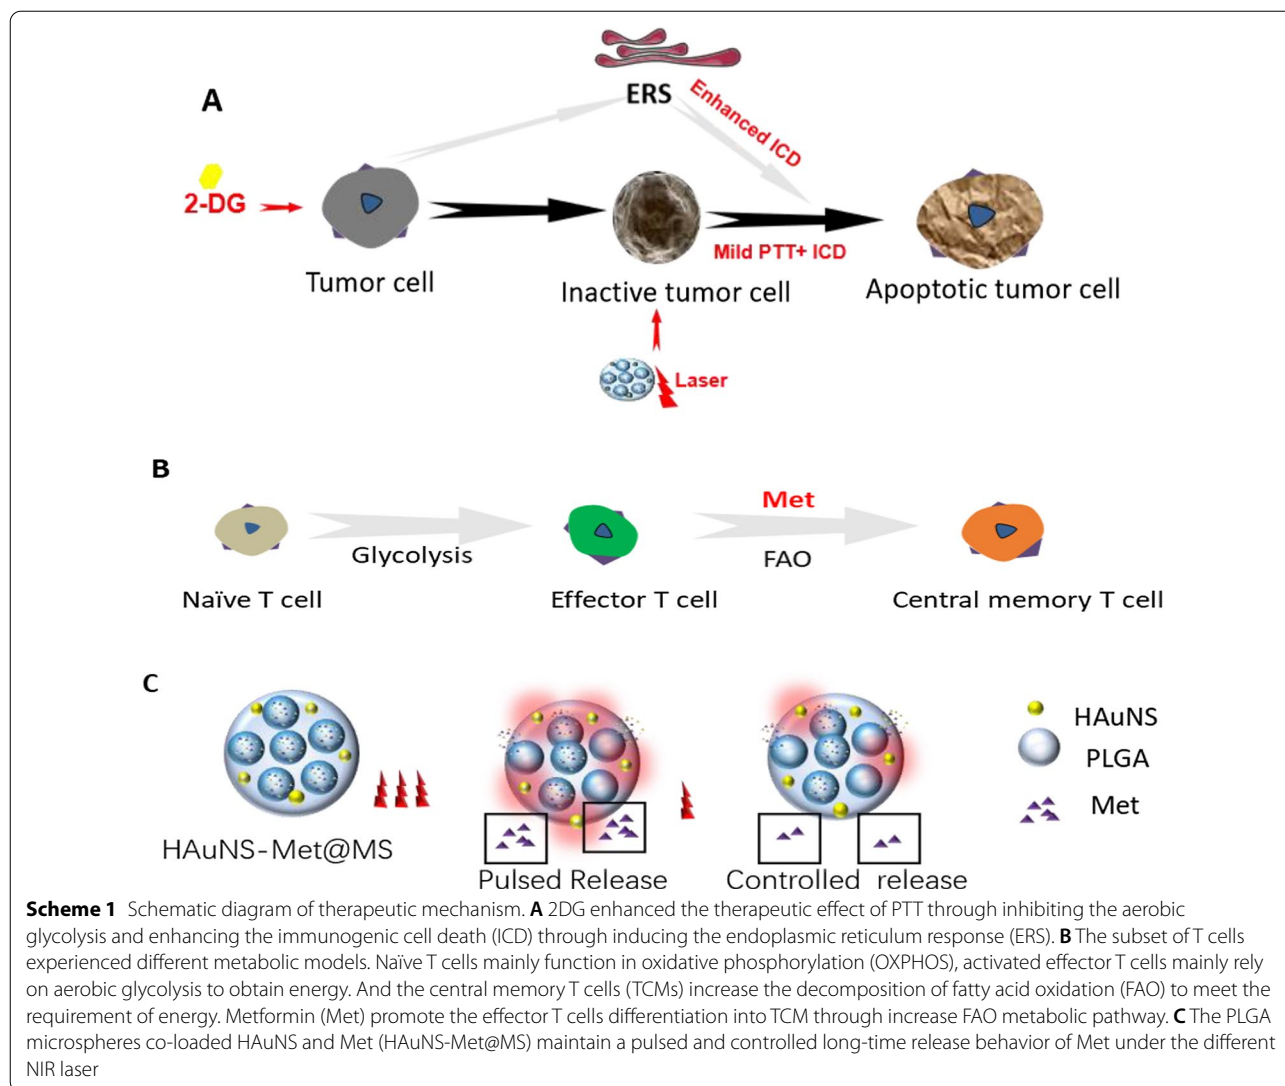 A
ERS
Enhanced ICD
2-DG
Mild PTT+ ICD
Tumor cell
Inactive tumor cell
Apoptotic tumor cell
Laser
B
Met
Glycolysis
FAO
Naïve T cell
Effector T cell
Central memory T cell
C
HAuNS
PLGA
Met
HAuNS-Met@MS
Pulsed Release
Controlled release
Scheme 1 Schematic diagram of therapeutic mechanism. A 2DG enhanced the therapeutic effect of PTT through inhibiting the aerobic
glycolysis and enhancing the immunogenic cell death (ICD) through inducing the endoplasmic reticulum response (ERS). B The subset of T cells
experienced different metabolic models. Naïve T cells mainly function in oxidative phosphorylation (OXPHOS), activated effector T cells mainly rely
on aerobic glycolysis to obtain energy. And the central memory T cells (TCMs) increase the decomposition of fatty acid oxidation (FAO) to meet the
requirement of energy. Metformin (Met) promote the effector T cells differentiation into TCM through increase FAO metabolic pathway. C The PLGA
microspheres co-loaded HAuNS and Met (HAuNS-Met@MS) maintain a pulsed and controlled long-time release behavior of Met under the different
NIR laser